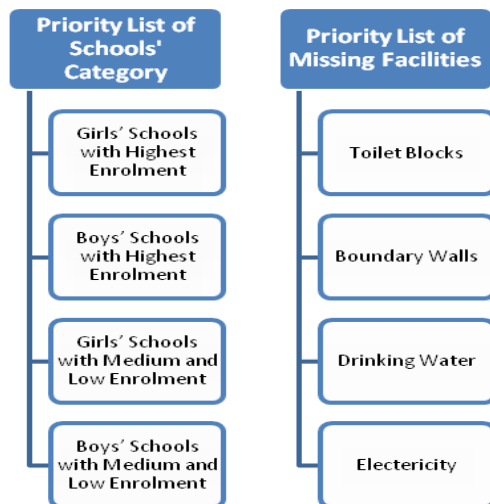 Priority List of
Schools'
Category
Girls’ Schools
with Highest
Enrolment
Boys’ Schools
with Highest
Enrolment
Girls’ Schools
with Medium and
Low Enrolment
Boys’ Schools
with Medium and
Low Enrolment
Priority List of
Missing Facilities
Toilet Blocks
Boundary Walls
Drinking Water
Electericity